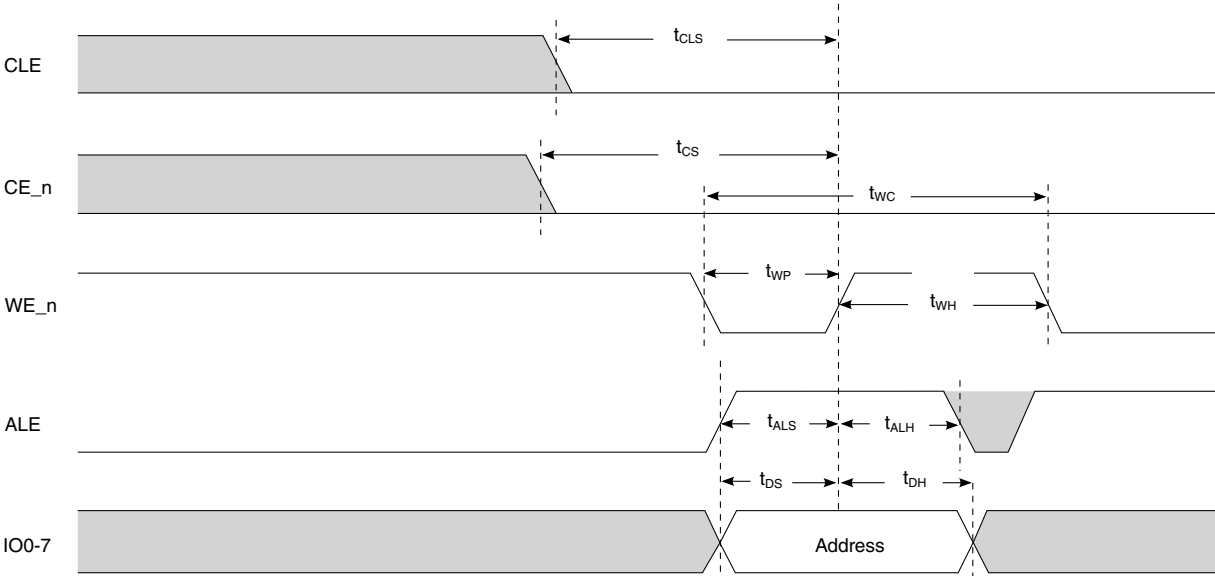 CLE
tCLS
CE_n
tCS
tWC
WE_n
tWP
tWH
ALE
tALS
tALH
tDS
tDH
IO0-7
Address